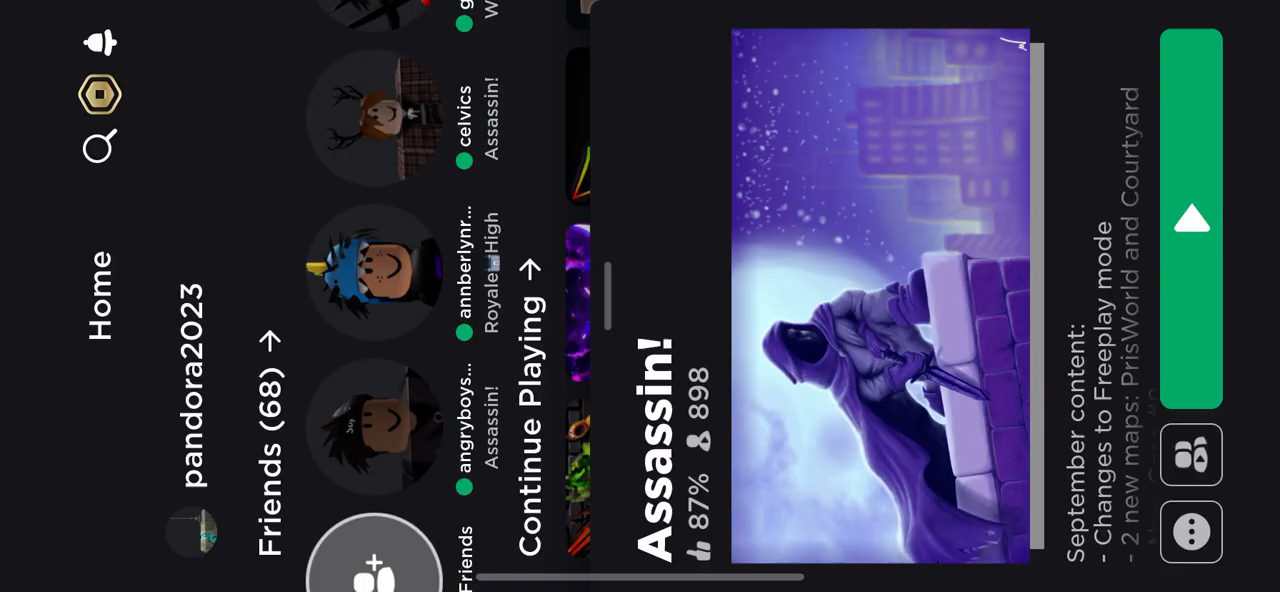 Home
pandora2023
Friends (68) →
Friends
angryboys...
Assassin!
annberlynr...
Royale High
celvics
Assassin!
Continue Playing →
Assassin!
87% 898
September content:
- Changes to Freeplay mode
- 2 new maps: PrisWorld and Courtyard